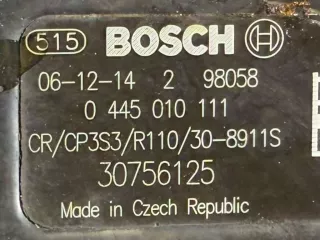 515 BOSCH
06-12-14 2 98058
0 445 010 111
CR/CP3S3/R110/30-8911S
30756125
Made in Czech Republic